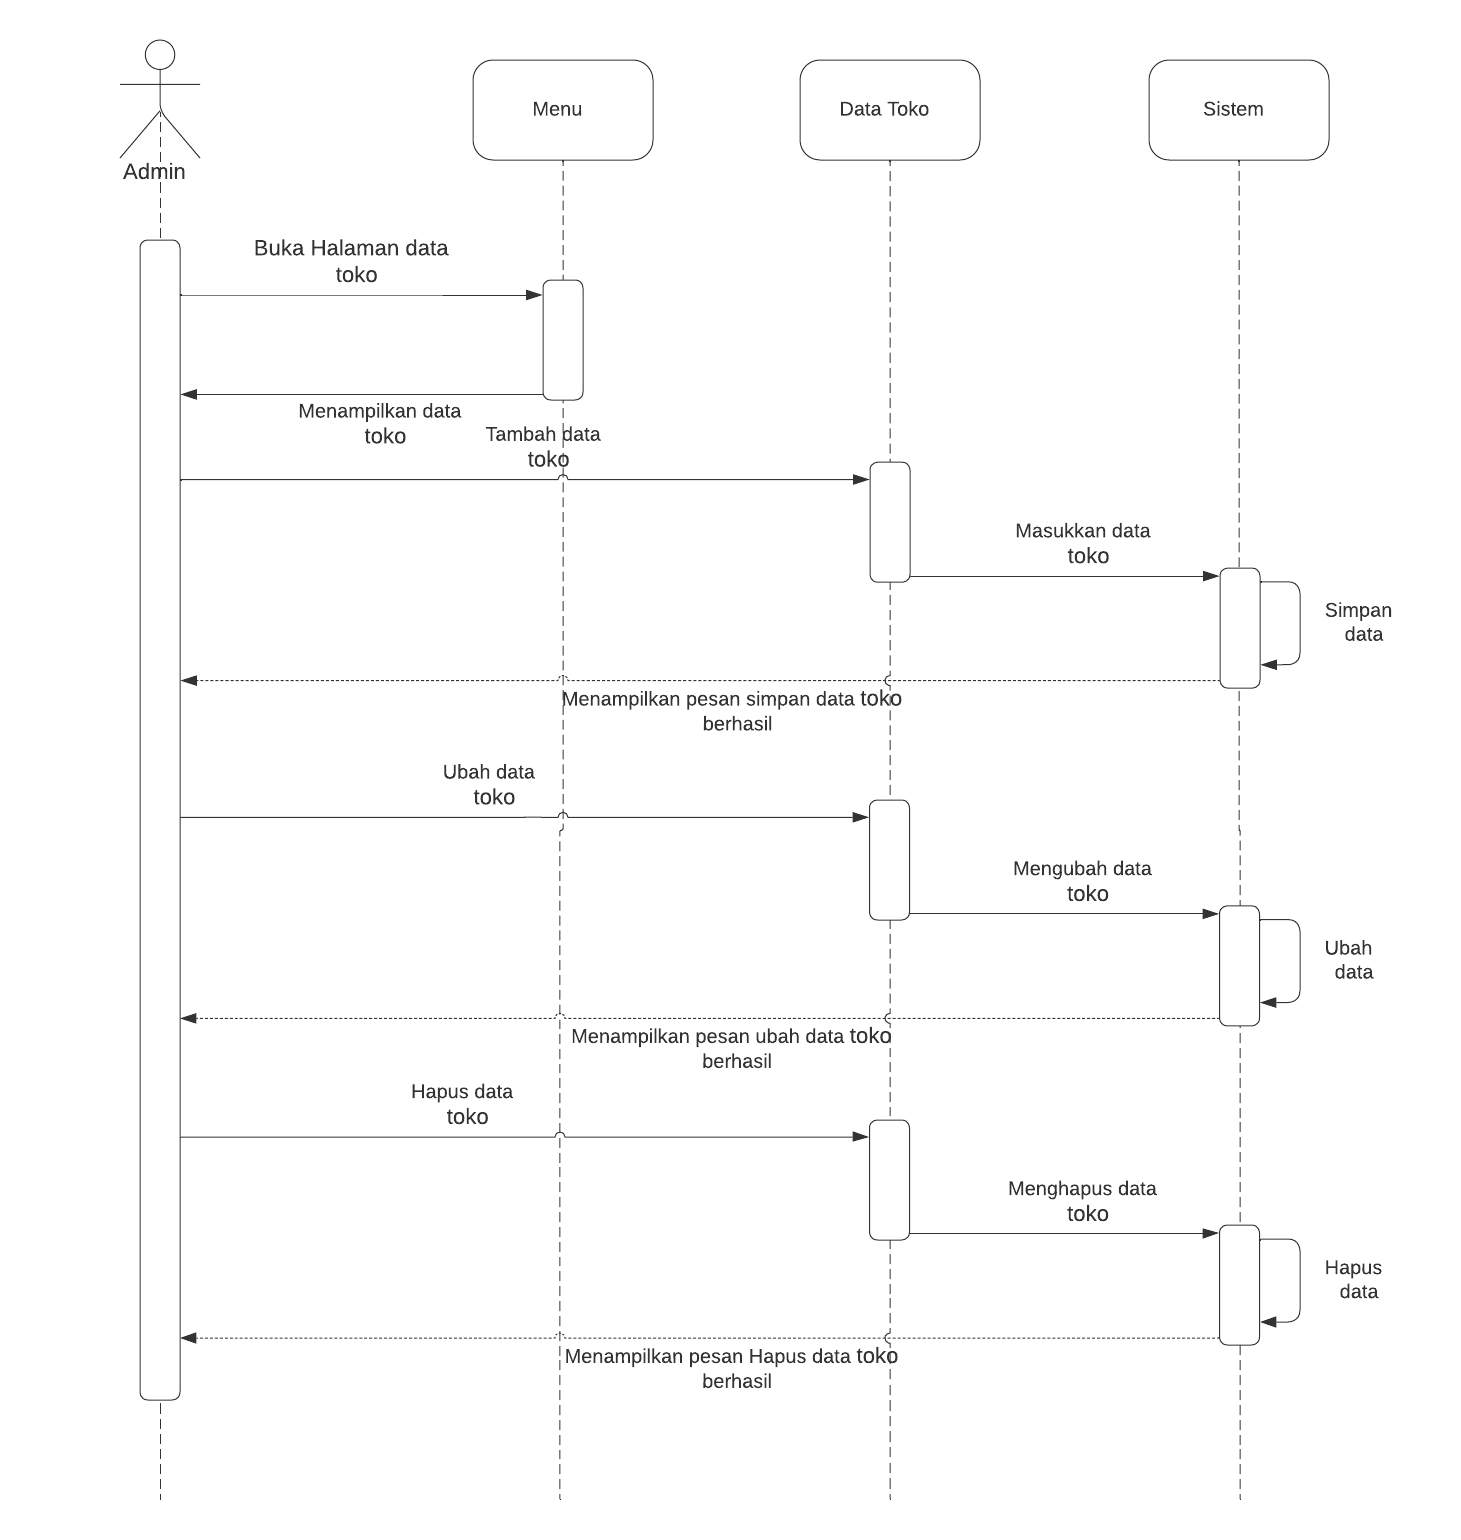 Admin
Menu
Data Toko
Sistem
Buka Halaman data
toko
Menampilkan data
toko
Tambah data
toko
Masukkan data
toko
Simpan
data
Menampilkan pesan simpan data toko
berhasil
Ubah data
toko
Mengubah data
toko
Ubah
data
Menampilkan pesan ubah data toko
berhasil
Hapus data
toko
Menghapus data
toko
Hapus
data
Menampilkan pesan Hapus data toko
berhasil